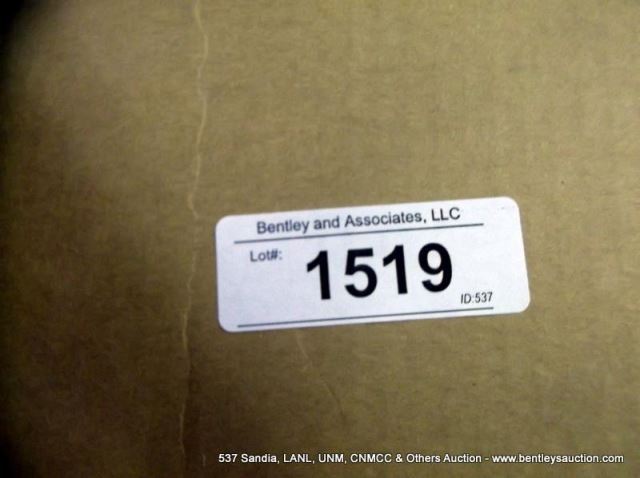 Bentley and Associates, LLC
Lot#:
1519
ID:537
537 Sandia, LANL, UNM, CNMCC & Others Auction - www.bentleysauction.com